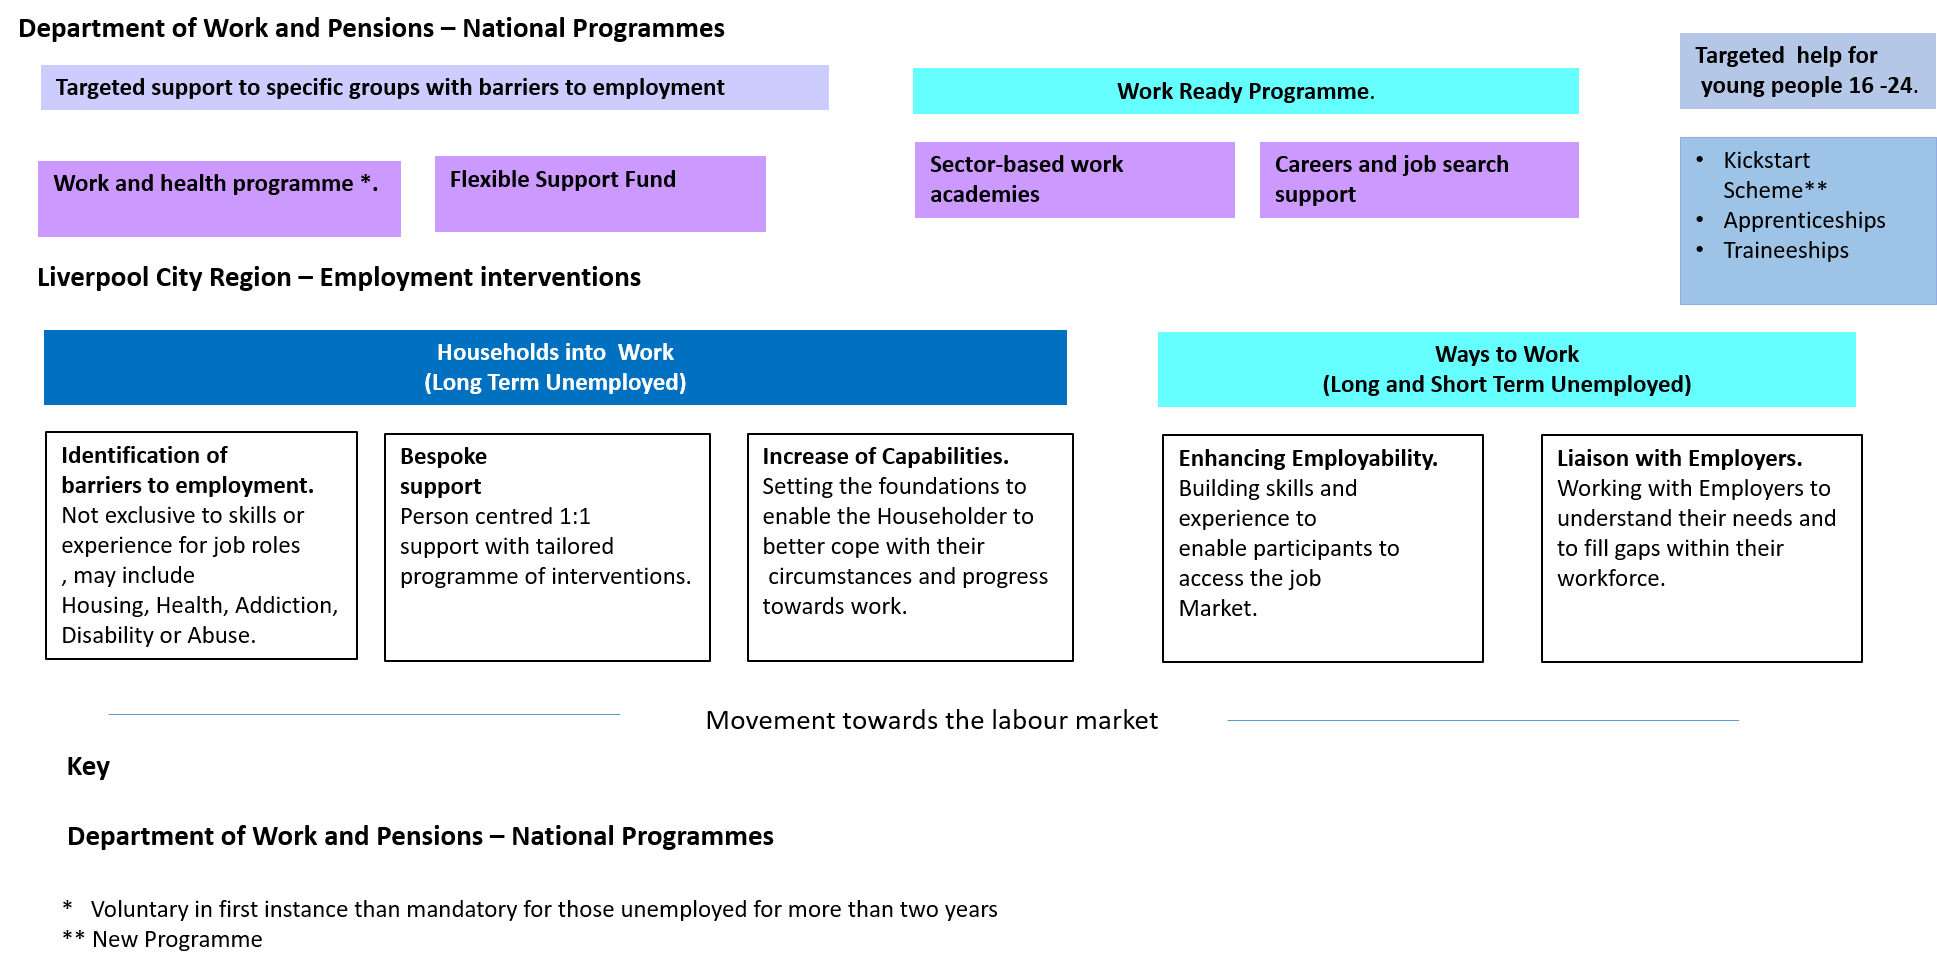 Department of Work and Pensions – National Programmes
Targeted support to specific groups with barriers to employment
Work Ready Programme.
Targeted  help for
young people 16 -24.
Work and health programme *.
Flexible Support Fund
Sector-based work
academies
Careers and job search
support
• Kickstart
Scheme**
• Apprenticeships
• Traineeships
Liverpool City Region – Employment interventions
Households into  Work
(Long Term Unemployed)
Ways to Work
(Long and Short Term Unemployed)
Identification of
barriers to employment.
Not exclusive to skills or
experience for job roles
, may include
Housing, Health, Addiction,
Disability or Abuse.
Bespoke
support
Person centred 1:1
support with tailored
programme of interventions.
Increase of Capabilities.
Setting the foundations to
enable the Householder to
better cope with their
circumstances and progress
towards work.
Enhancing Employability.
Building skills and
experience to
enable participants to
access the job
Market.
Liaison with Employers.
Working with Employers to
understand their needs and
to fill gaps within their
workforce.
Movement towards the labour market
Key
Department of Work and Pensions – National Programmes
*   Voluntary in first instance than mandatory for those unemployed for more than two years
** New Programme